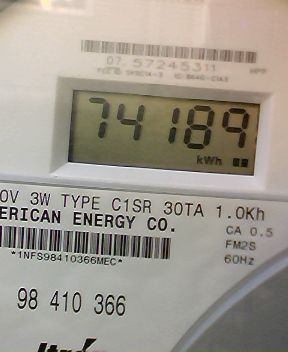 07 57245311
74189
kWh
0V 3W TYPE C1SR 30TA 1.0Kh
ERICAN ENERGY CO.
CA 0.5
FM2S
*1NFS98410366MEC*
60Hz
98 410 366